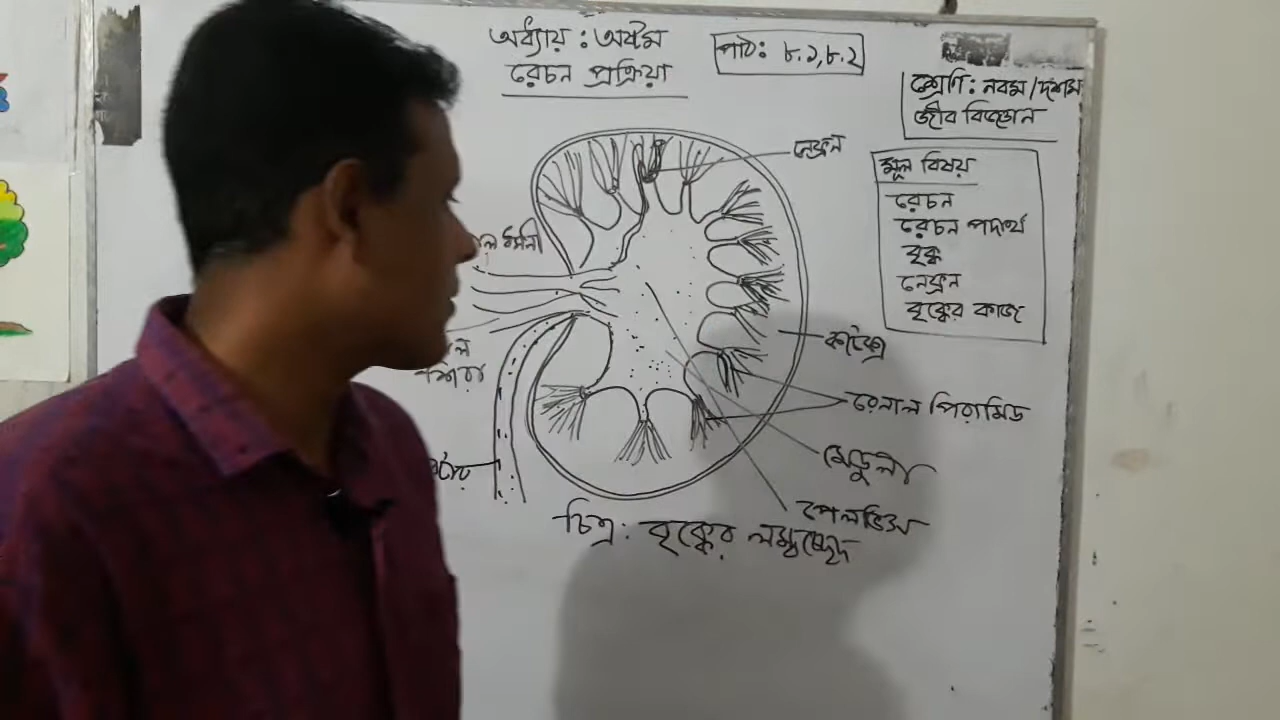 অধ্যায় : অষ্টম
রেচন প্রক্রিয়া
পাঠ: ৮.১,৮.২
শ্রেণি: নবম/দশম
জীব বিজ্ঞান
মূল বিষয়
রেচন
রেচন পদার্থ
বৃক্ক
নেফ্রন
বৃক্কের কাজ
নেফ্রন
ধমনী
শিরা
কর্টেক্স
রেনাল পিরামিড
মেডুলা
পেলভিস
চিত্র: বৃক্কের লম্বচ্ছেদ